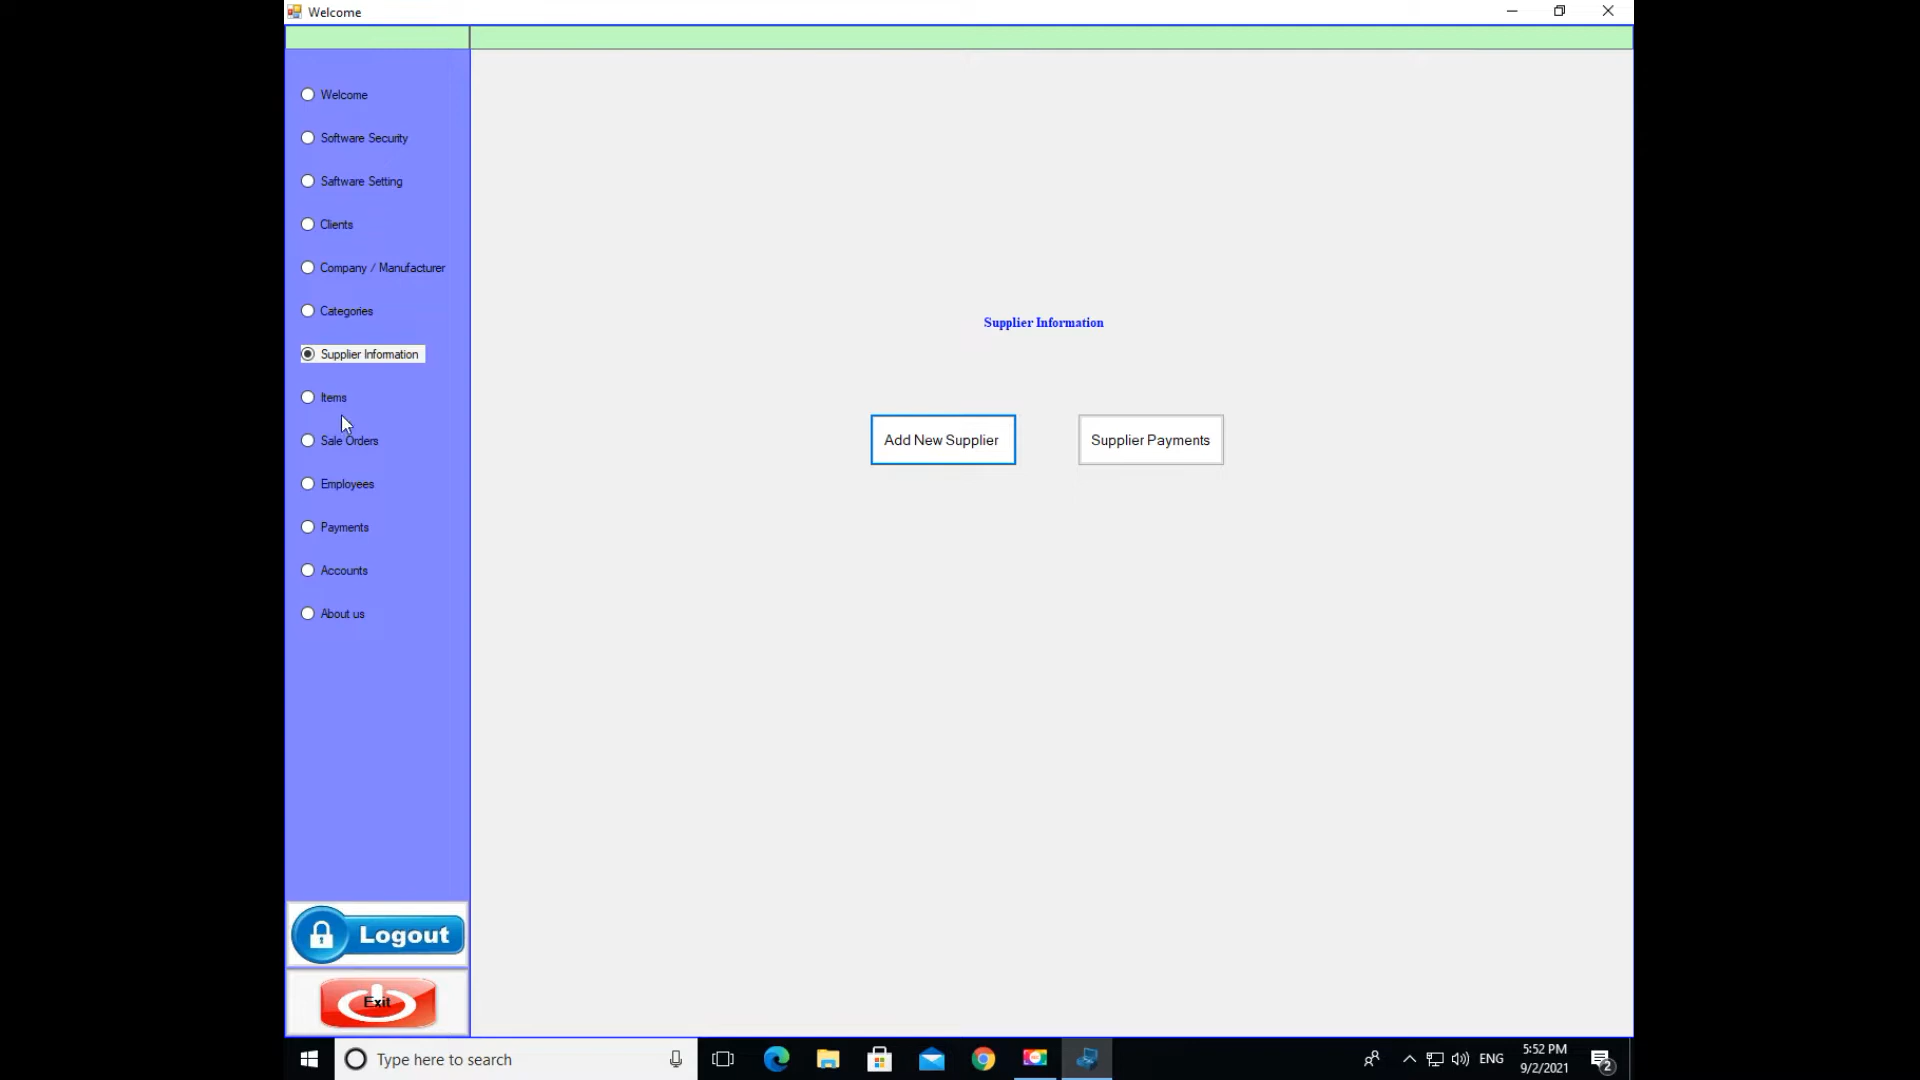 Welcome
Welcome
Software Security
Saftware Setting
Clients
Company / Manufacturer
Categories
Supplier Information
Items
Sale Orders
Employees
Payments
Accounts
About us
Supplier Information
Add New Supplier
Supplier Payments
Logout
Exit
Type here to search
ENG
5:52 PM
9/2/2021
2